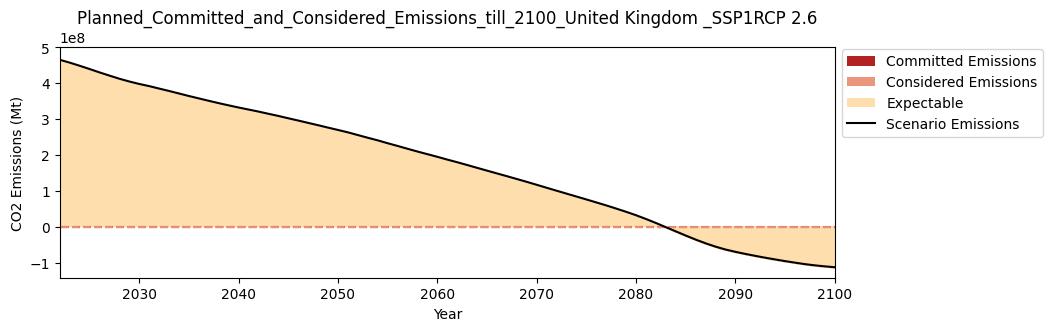 Planned_Committed_and_Considered_Emissions_till_2100_United Kingdom _SSP1RCP 2.6
1e8
5
4
3
2
1
0
−1
CO2 Emissions (Mt)
2030 2040 2050 2060 2070 2080 2090 2100
Year
Committed Emissions
Considered Emissions
Expectable
Scenario Emissions